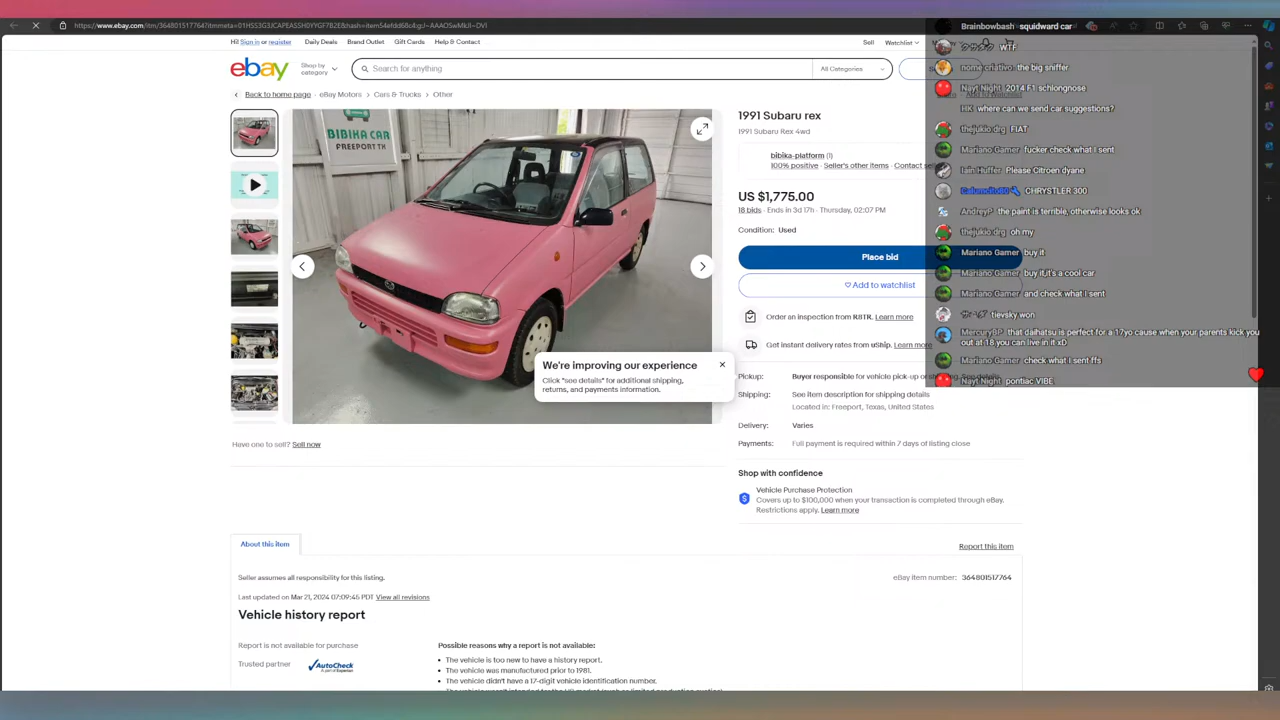 https://www.ebay.com/itm/364801517764?itmmeta=
Hi! Sign in or register
Daily Deals
Brand Outlet
Gift Cards
Help & Contact
Sell
Watchlist
ebay
Shop by category
Search for anything
All Categories
Back to home page
eBay Motors
Cars & Trucks
Other
BIBIKA CAR
FREEPORT TX
1991 Subaru rex
1991 Subaru Rex 4wd
bibika-platform (1)
100% positive · Seller's other items · Contact
US $1,775.00
18 bids · Ends in 3d 17h · Thursday, 02:07 PM
Condition: Used
Place bid
Add to watchlist
Order an inspection from RiiTR. Learn more
Get instant delivery rates from uShip. Learn more
Pickup: Buyer responsible for vehicle pick-up or
See details
Shipping: See item description for shipping details
Located in: Freeport, Texas, United States
Delivery: Varies
Payments: Full payment is required within 7 days of listing close
We're improving our experience
Click "see details" for additional shipping,
returns, and payments information.
Have one to sell? Sell now
Shop with confidence
Vehicle Purchase Protection
Covers up to $100,000 when your transaction is completed through eBay.
Restrictions apply. Learn more
About this item
Report this item
Seller assumes all responsibility for this listing.
eBay item number: 364801517764
Last updated on Mar 21, 2024 07:09:45 PDT View all revisions
Vehicle history report
Report is not available for purchase
Trusted partner
AutoCheck
Possible reasons why a report is not available:
The vehicle is too new to have a history report.
The vehicle was manufactured prior to 1981.
The vehicle didn't have a 17-digit vehicle identification number.
Brainbowbash squidward car
WTF
nome criativo the big sniffer
Nayt Night 2014 F1 schlongnose
HK where can we send car suggestions?
thejukio drg FIAT
Mariano Gamer fucker check what I sent
Iain Huffer Please Citroen dyane
CHRYSTLER 300
AndreyP the paint is terrible, otherwise looks ok
thejukio drg oh my
Mariano Gamer buy it
Mariano Gamer buy it,it's a cool car
Mariano Gamer and check what I sent
tievsky won
MercuryBP that daihatsu is perfect for a 17yo cause when your parents kick you
out at 18 you can live in it xD
Mariano Gamer check what I sent ffs
Nayt Night pontiac VIBE